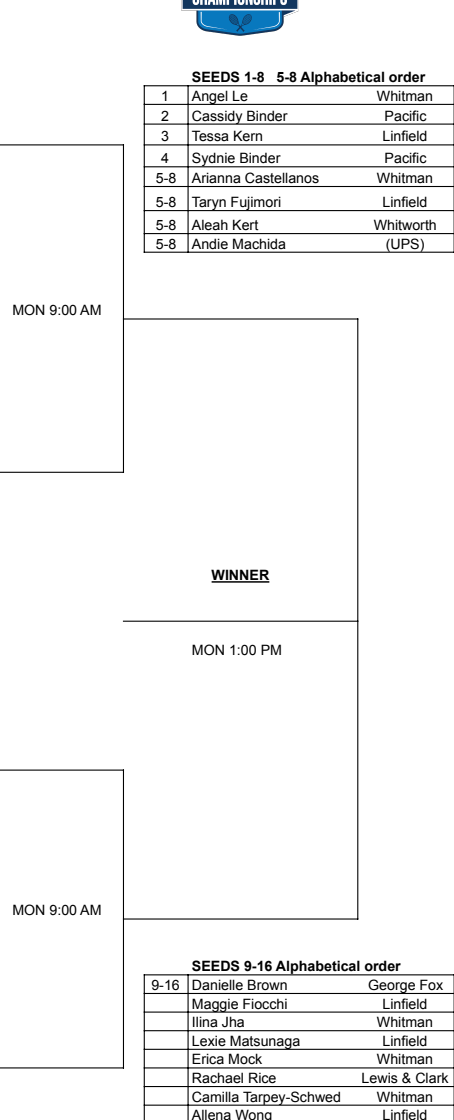 CHAMPIONSHIPS
SEEDS 1-8 5-8 Alphabetical order
1 Angel Le Whitman
2 Cassidy Binder Pacific
3 Tessa Kern Linfield
4 Sydnie Binder Pacific
5-8 Arianna Castellanos Whitman
5-8 Taryn Fujimori Linfield
5-8 Aleah Kert Whitworth
5-8 Andie Machida (UPS)
MON 9:00 AM
WINNER
MON 1:00 PM
MON 9:00 AM
SEEDS 9-16 Alphabetical order
9-16 Danielle Brown George Fox
Maggie Fiocchi Linfield
Ilina Jha Whitman
Lexie Matsunaga Linfield
Erica Mock Whitman
Rachael Rice Lewis & Clark
Camilla Tarpey-Schwed Whitman
Allena Wong Linfield